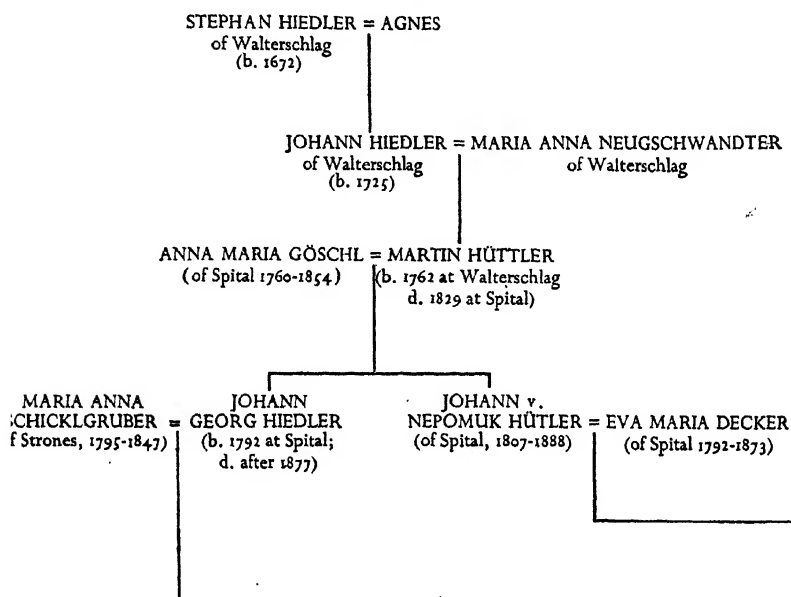 STEPHAN HIEDLER = AGNES
of Walterschlag
(b. 1672)
JOHANN HIEDLER = MARIA ANNA NEUGSCHWANDTER
of Walterschlag of Walterschlag
(b. 1725)
ANNA MARIA GÖSCHL = MARTIN HÜTTLER
(of Spital 1760-1854) (b. 1762 at Walterschlag
d. 1829 at Spital)
MARIA ANNA JOHANN JOHANN v.
CHICKLGRUBER = GEORG HIEDLER NEPOMUK HÜTLER = EVA MARIA DECKER
f Strones, 1795-1847) (b. 1792 at Spital; (of Spital, 1807-1888) (of Spital 1792-1873)
d. after 1877)